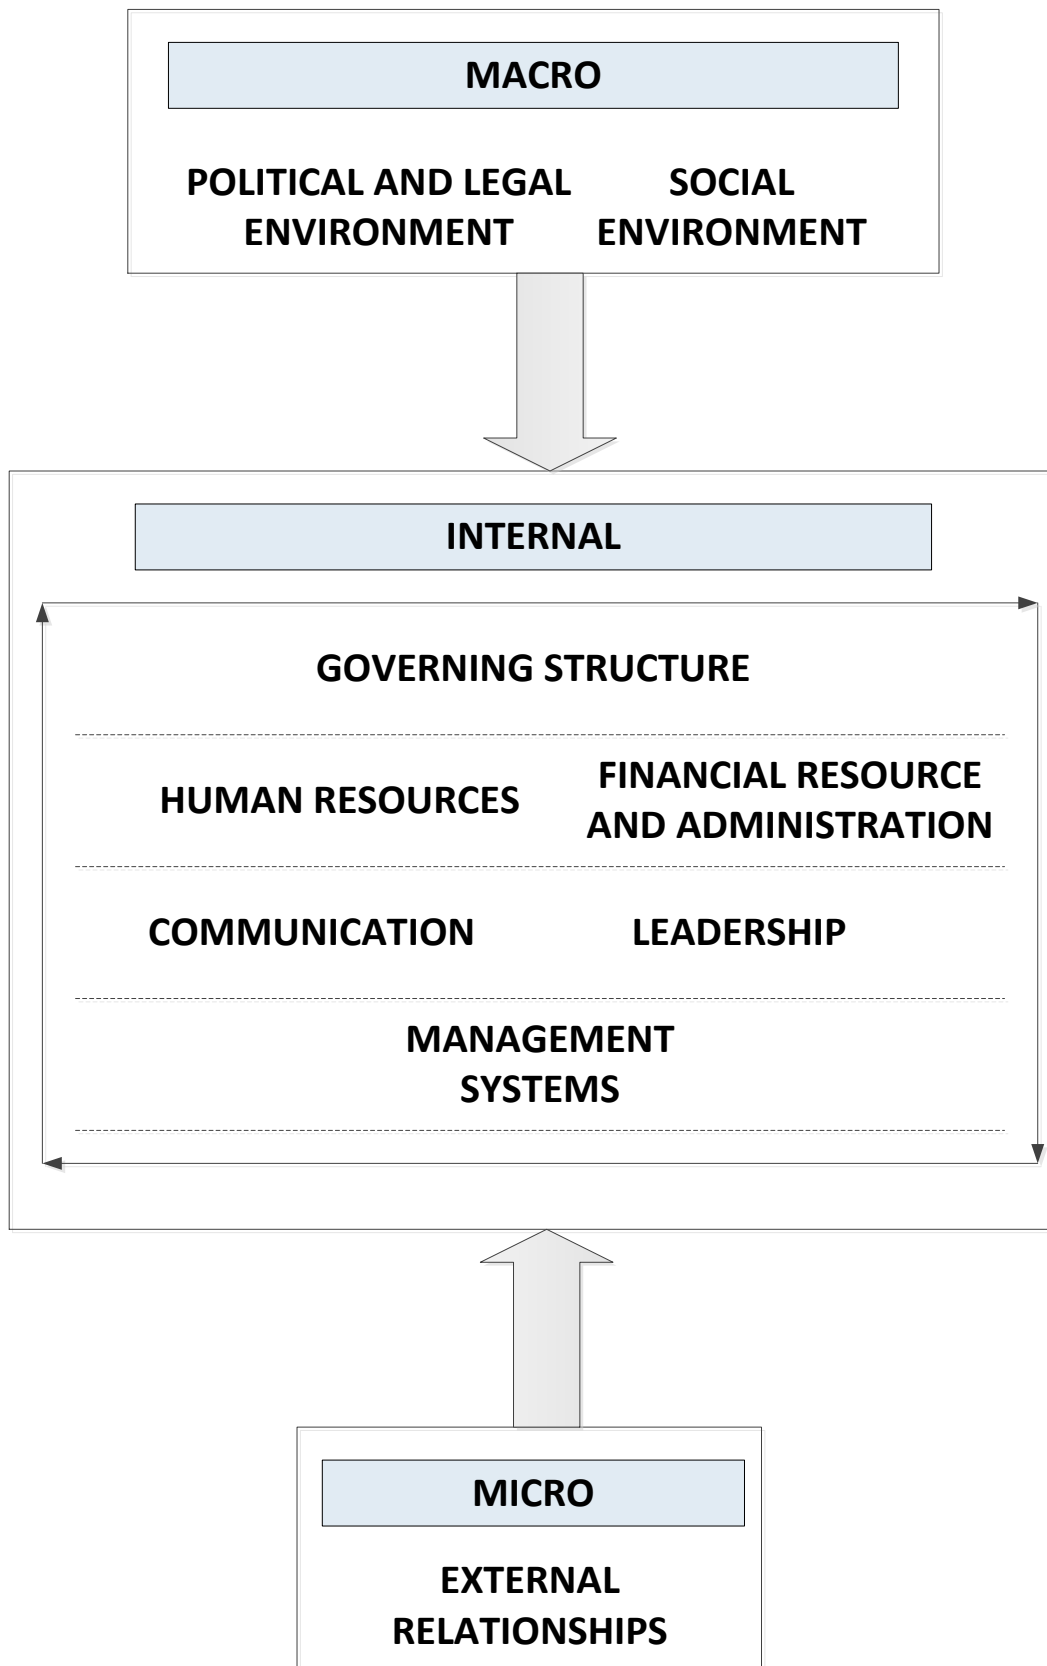 MACRO
POLITICAL AND LEGAL
ENVIRONMENT
SOCIAL
ENVIRONMENT
INTERNAL
GOVERNING STRUCTURE
HUMAN RESOURCES
FINANCIAL RESOURCE
AND ADMINISTRATION
COMMUNICATION
LEADERSHIP
MANAGEMENT
SYSTEMS
MICRO
EXTERNAL
RELATIONSHIPS